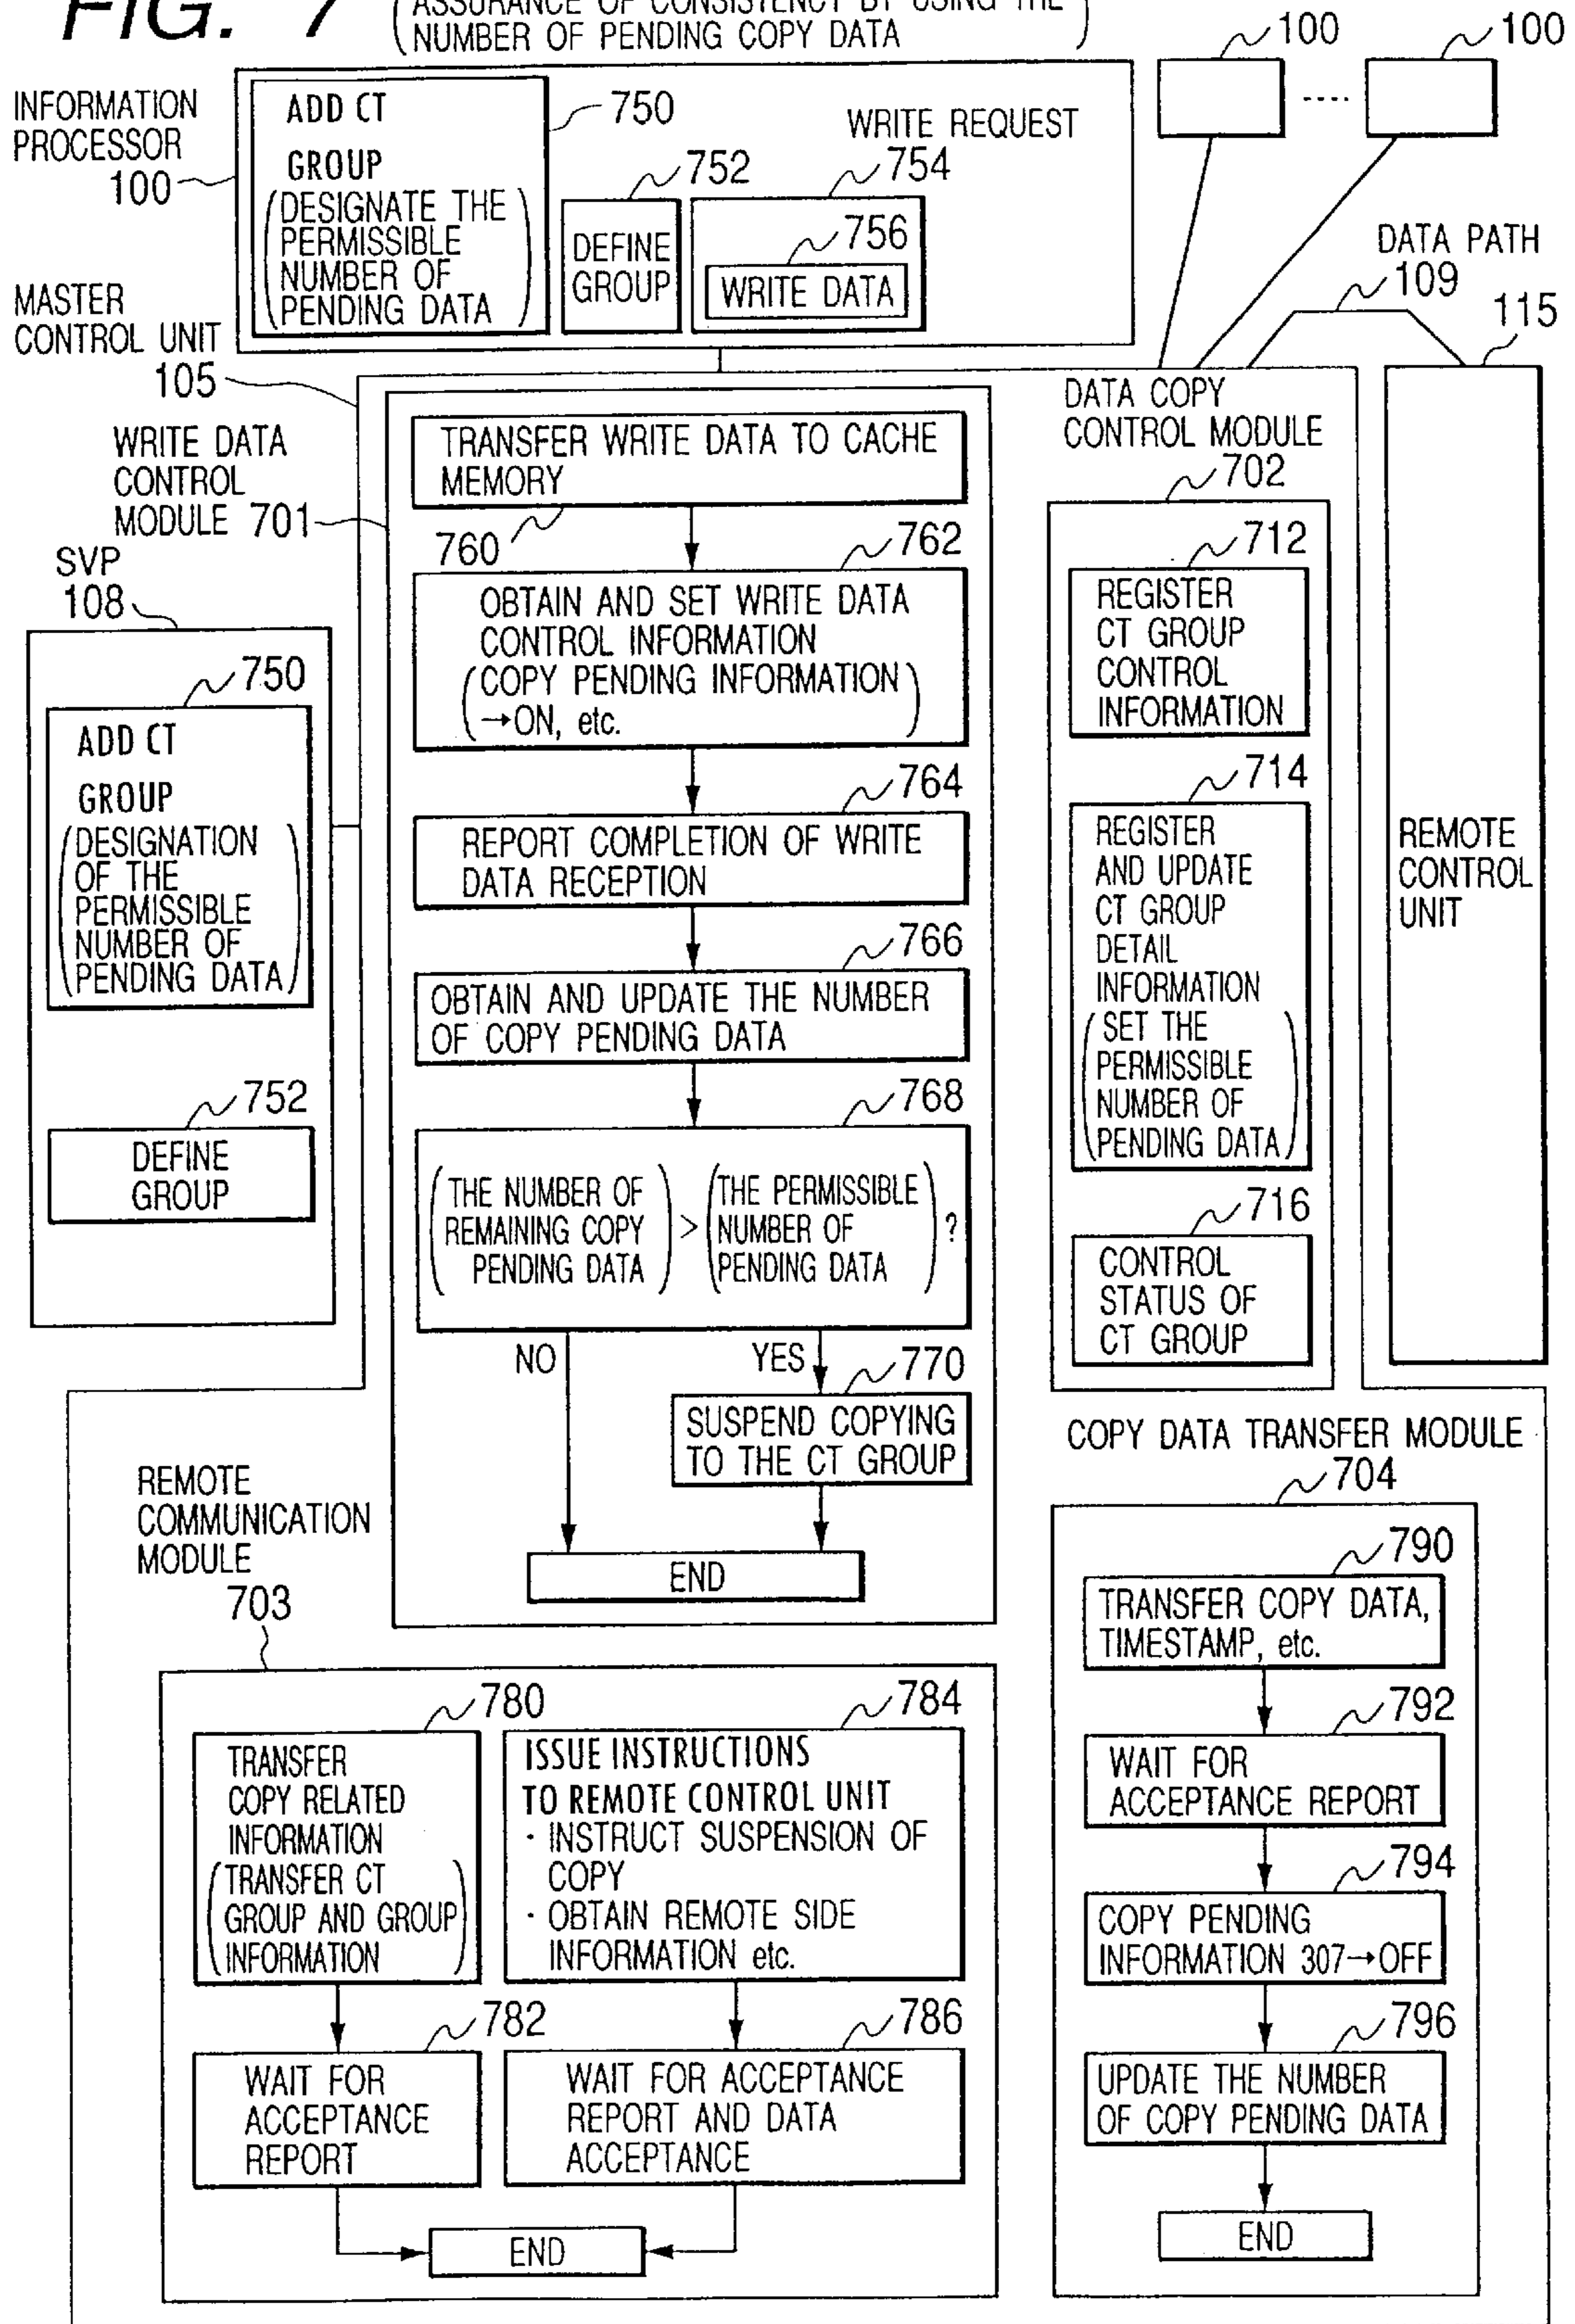 FIG. 7
ASSURANCE OF CONSISTENCY BY USING THE
NUMBER OF PENDING COPY DATA
100
100
INFORMATION
PROCESSOR
100
ADD CT
GROUP
(DESIGNATE THE
PERMISSIBLE
NUMBER OF
PENDING DATA)
750
752
DEFINE
GROUP
WRITE REQUEST
754
756
WRITE DATA
DATA PATH
109
115
MASTER
CONTROL UNIT
105
WRITE DATA
CONTROL
MODULE 701
TRANSFER WRITE DATA TO CACHE
MEMORY
760
762
OBTAIN AND SET WRITE DATA
CONTROL INFORMATION
(COPY PENDING INFORMATION
→ON, etc.)
764
REPORT COMPLETION OF WRITE
DATA RECEPTION
766
OBTAIN AND UPDATE THE NUMBER
OF COPY PENDING DATA
768
(THE NUMBER OF
REMAINING COPY
PENDING DATA)
>
(THE PERMISSIBLE
NUMBER OF
PENDING DATA)
?
NO
YES
770
SUSPEND COPYING
TO THE CT GROUP
END
SVP
108
750
ADD CT
GROUP
(DESIGNATION
OF THE
PERMISSIBLE
NUMBER OF
PENDING DATA)
752
DEFINE
GROUP
DATA COPY
CONTROL MODULE
702
712
REGISTER
CT GROUP
CONTROL
INFORMATION
714
REGISTER
AND UPDATE
CT GROUP
DETAIL
INFORMATION
(SET THE
PERMISSIBLE
NUMBER OF
PENDING DATA)
716
CONTROL
STATUS OF
CT GROUP
REMOTE
CONTROL
UNIT
REMOTE
COMMUNICATION
MODULE
703
780
TRANSFER
COPY RELATED
INFORMATION
(TRANSFER CT
GROUP AND GROUP
INFORMATION)
782
WAIT FOR
ACCEPTANCE
REPORT
784
ISSUE INSTRUCTIONS
TO REMOTE CONTROL UNIT
· INSTRUCT SUSPENSION OF
COPY
· OBTAIN REMOTE SIDE
INFORMATION etc.
786
WAIT FOR ACCEPTANCE
REPORT AND DATA
ACCEPTANCE
END
COPY DATA TRANSFER MODULE
704
790
TRANSFER COPY DATA,
TIMESTAMP, etc.
792
WAIT FOR
ACCEPTANCE REPORT
794
COPY PENDING
INFORMATION 307→OFF
796
UPDATE THE NUMBER
OF COPY PENDING DATA
END